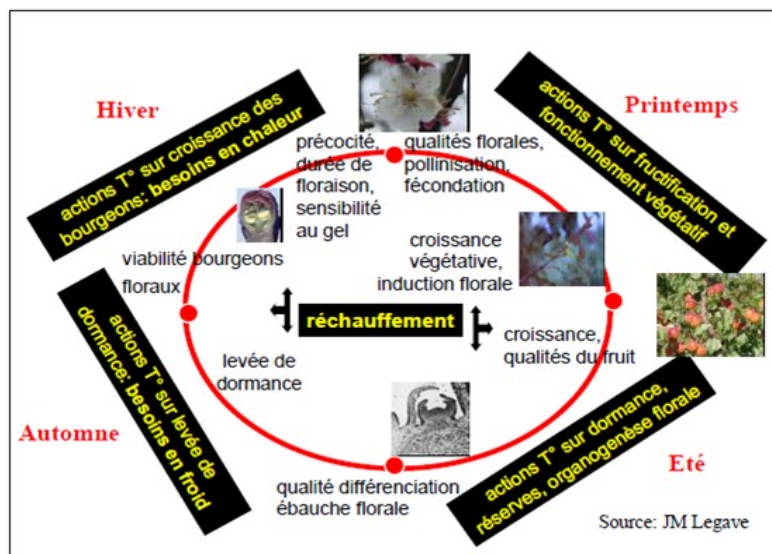 Hiver
Printemps
actions T° sur croissance des
bourgeons: besoins en chaleur
actions T° sur fructification et
fonctionnement végétatif
précocité,
durée de
floraison,
sensibilité
au gel
qualités florales,
pollinisation,
fécondation
viabilité bourgeons
floraux
croissance
végétative,
induction florale
réchauffement
levée de
dormance
croissance,
qualités du fruit
Automne
actions T° sur levée de
dormance: besoins en froid
qualité différenciation
ébauche florale
actions T° sur dormance,
réserves, organogenèse florale
Eté
Source: JM Legave